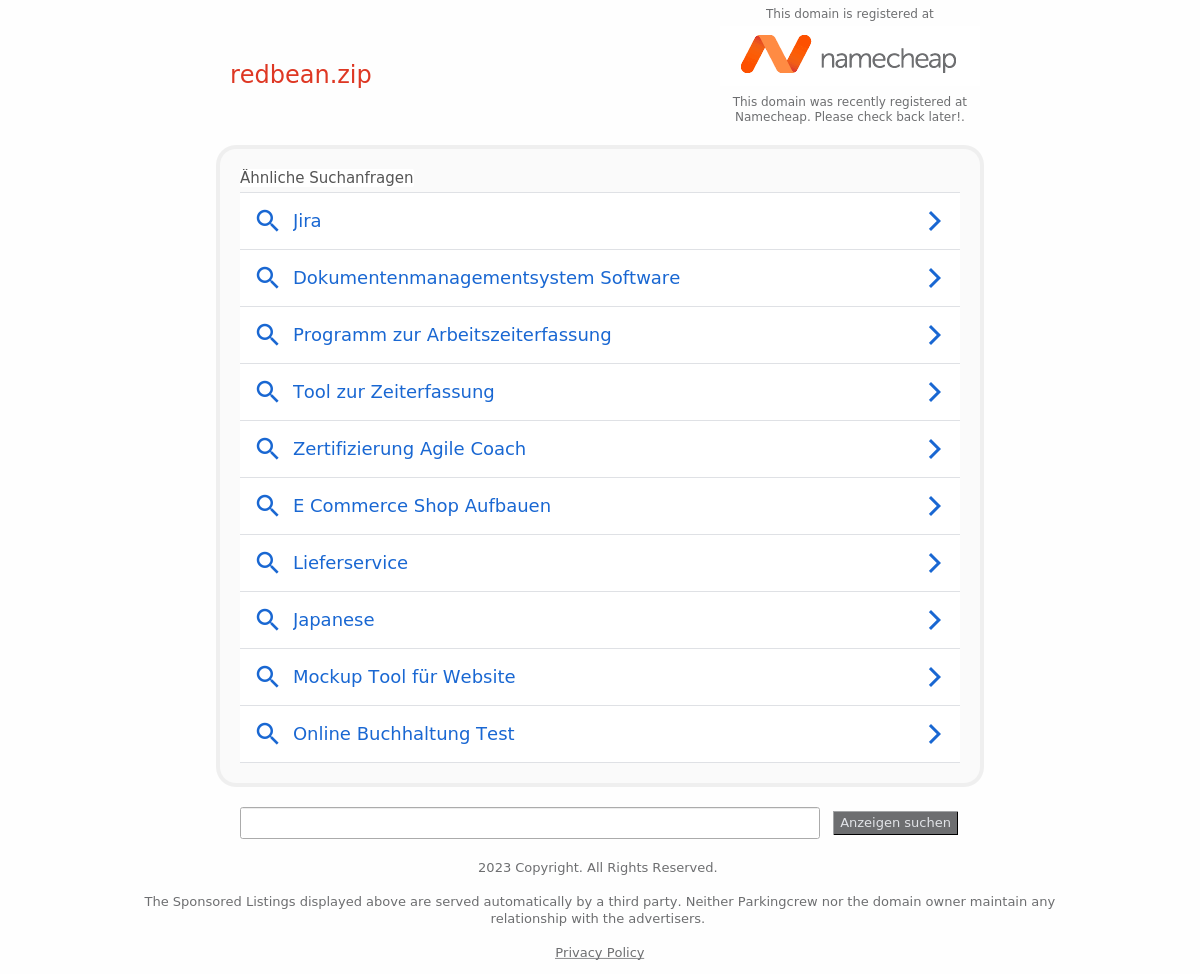 This domain is registered at
namecheap
redbean.zip
This domain was recently registered at
Namecheap. Please check back later!.
Ähnliche Suchanfragen
Jira
Dokumentenmanagementsystem Software
Programm zur Arbeitszeiterfassung
Tool zur Zeiterfassung
Zertifizierung Agile Coach
E Commerce Shop Aufbauen
Lieferservice
Japanese
Mockup Tool für Website
Online Buchhaltung Test
Anzeigen suchen
2023 Copyright. All Rights Reserved.
The Sponsored Listings displayed above are served automatically by a third party. Neither Parkingcrew nor the domain owner maintain any
relationship with the advertisers.
Privacy Policy